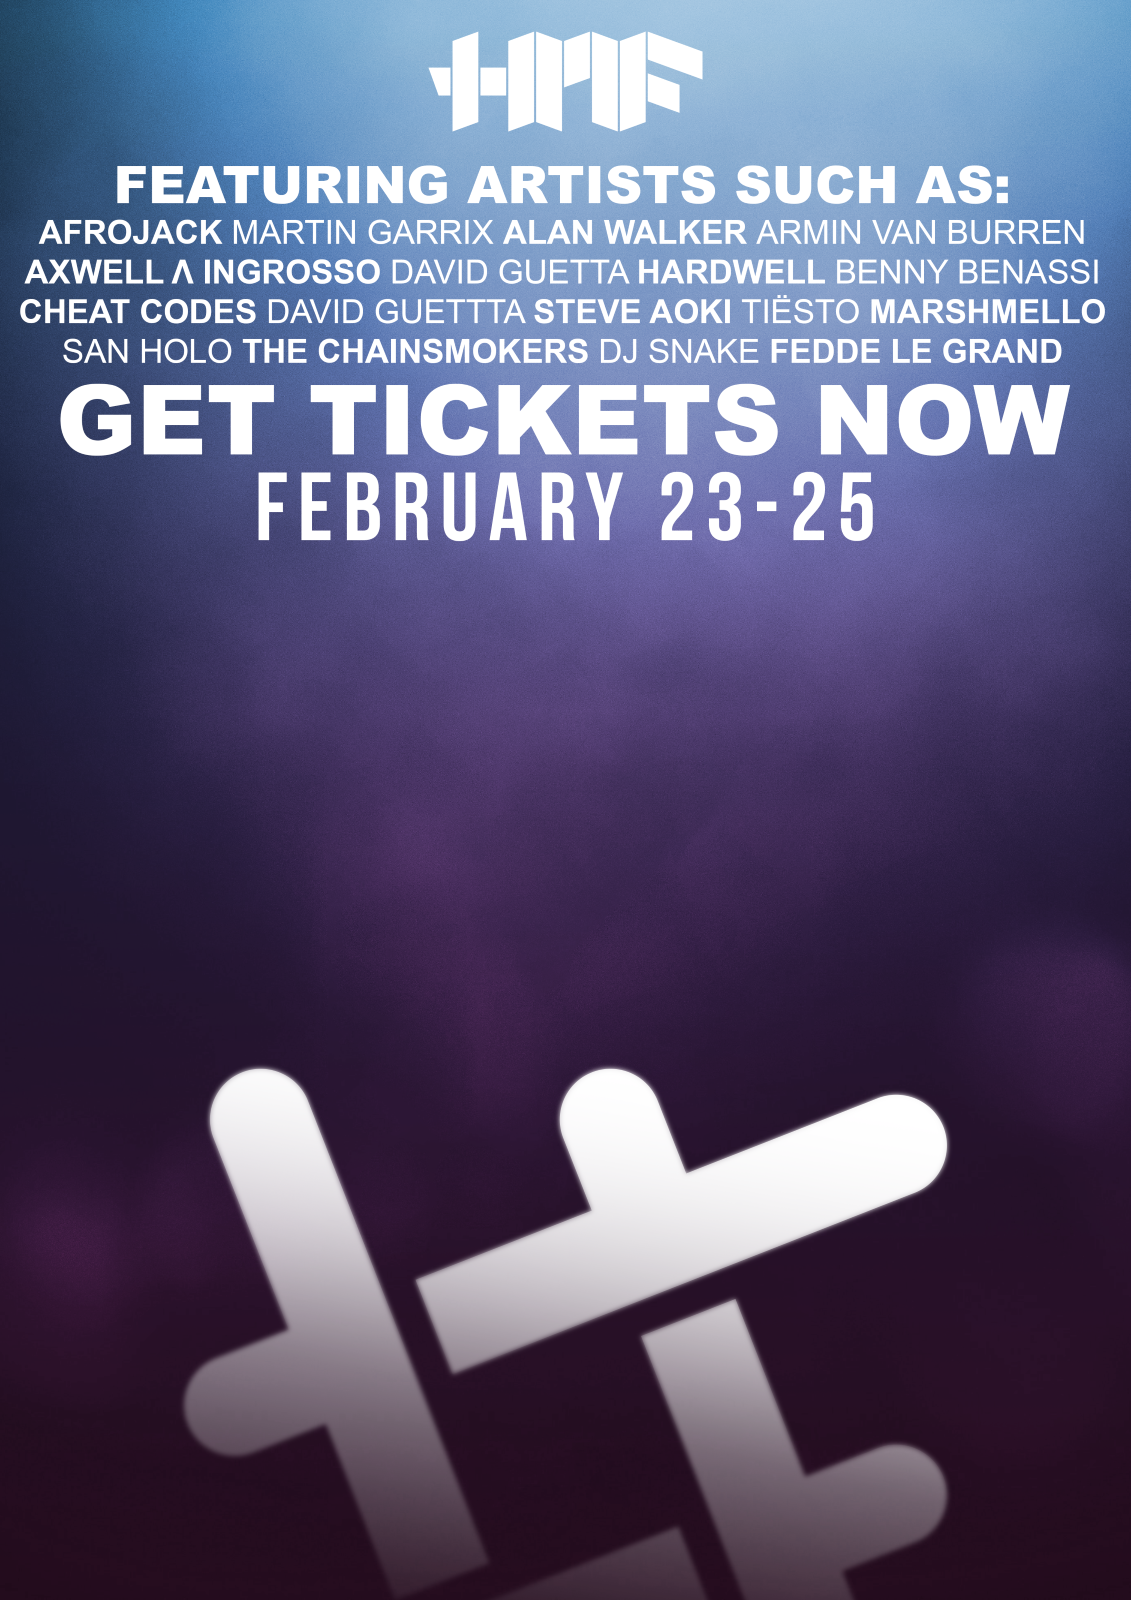 HMF
FEATURING ARTISTS SUCH AS:
AFROJACK MARTIN GARRIX ALAN WALKER ARMIN VAN BURREN
AXWELL Λ INGROSSO DAVID GUETTA HARDWELL BENNY BENASSI
CHEAT CODES DAVID GUETTTA STEVE AOKI TIËSTO MARSHMELLO
SAN HOLO THE CHAINSMOKERS DJ SNAKE FEDDE LE GRAND
GET TICKETS NOW
FEBRUARY 23-25